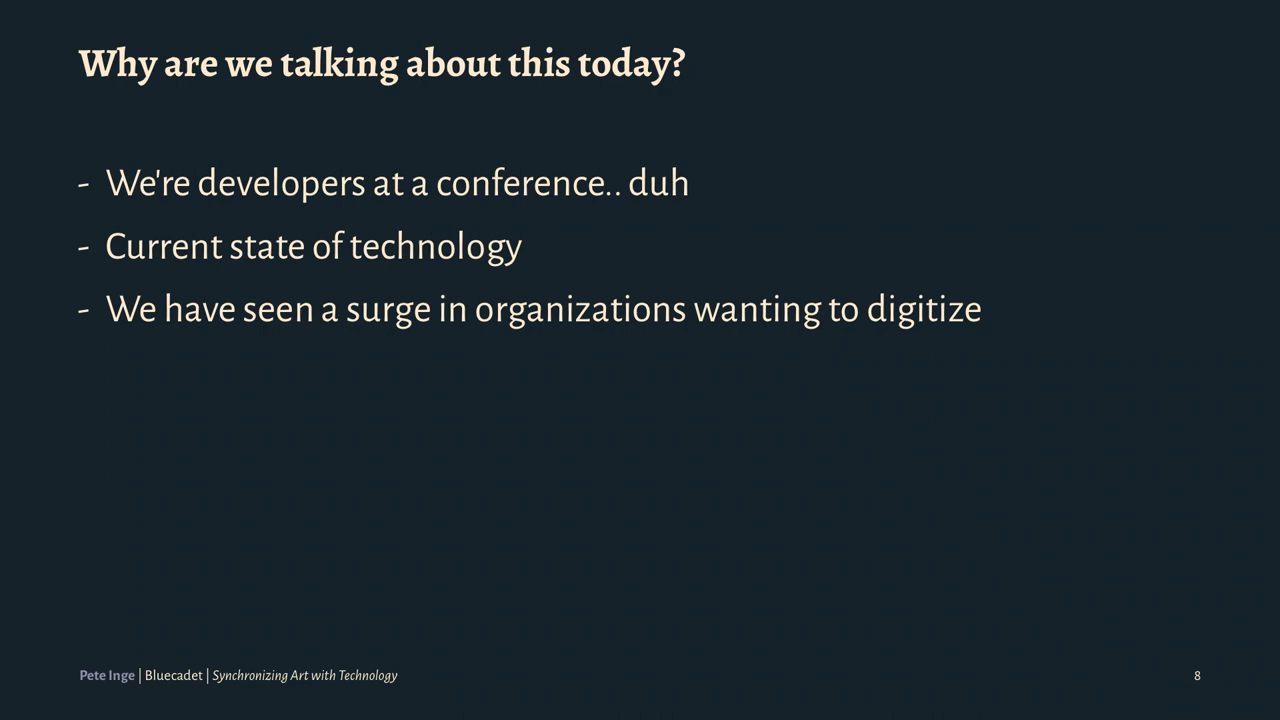 Why are we talking about this today?
- We're developers at a conference.. duh
- Current state of technology
- We have seen a surge in organizations wanting to digitize
Pete Inge | Bluecadet | Synchronizing Art with Technology
8